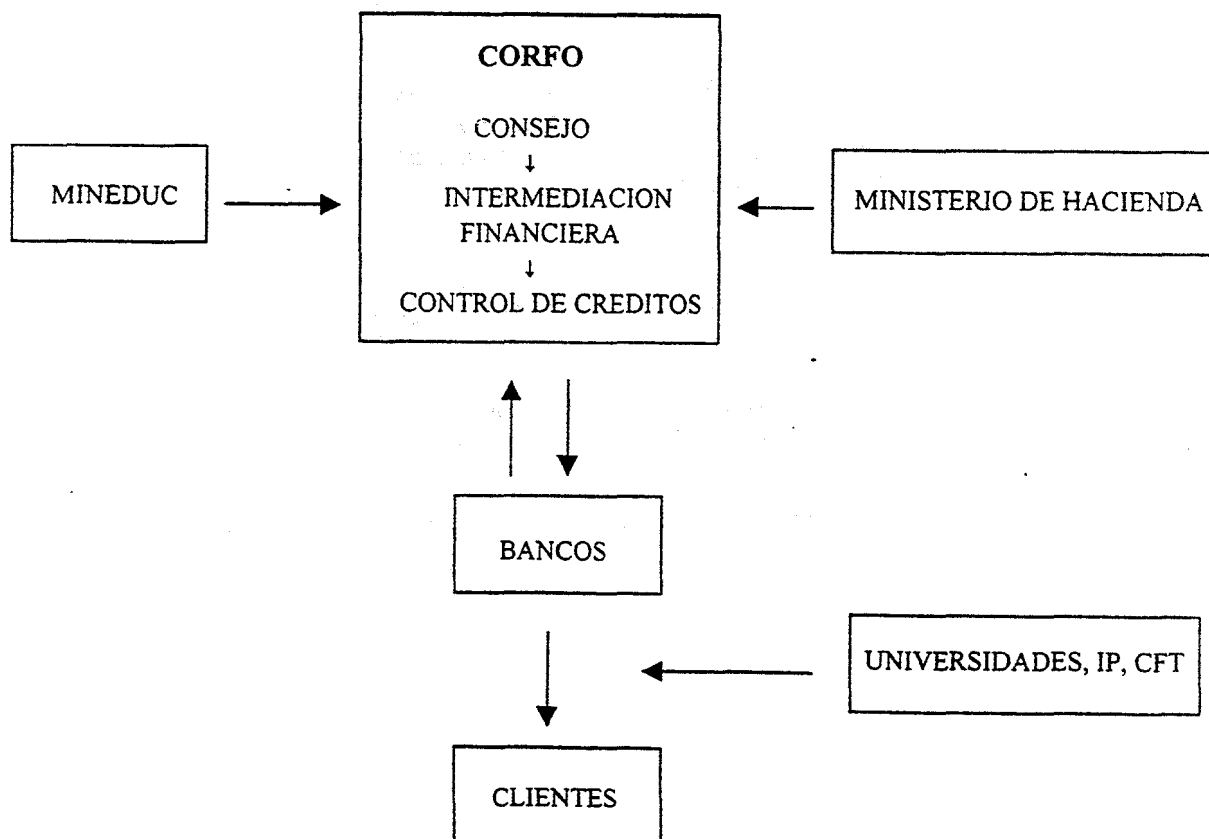 CORFO
CONSEJO
MINEDUC
INTERMEDIACION
FINANCIERA
MINISTERIO DE HACIENDA
CONTROL DE CREDITOS
BANCOS
UNIVERSIDADES, IP, CFT
CLIENTES